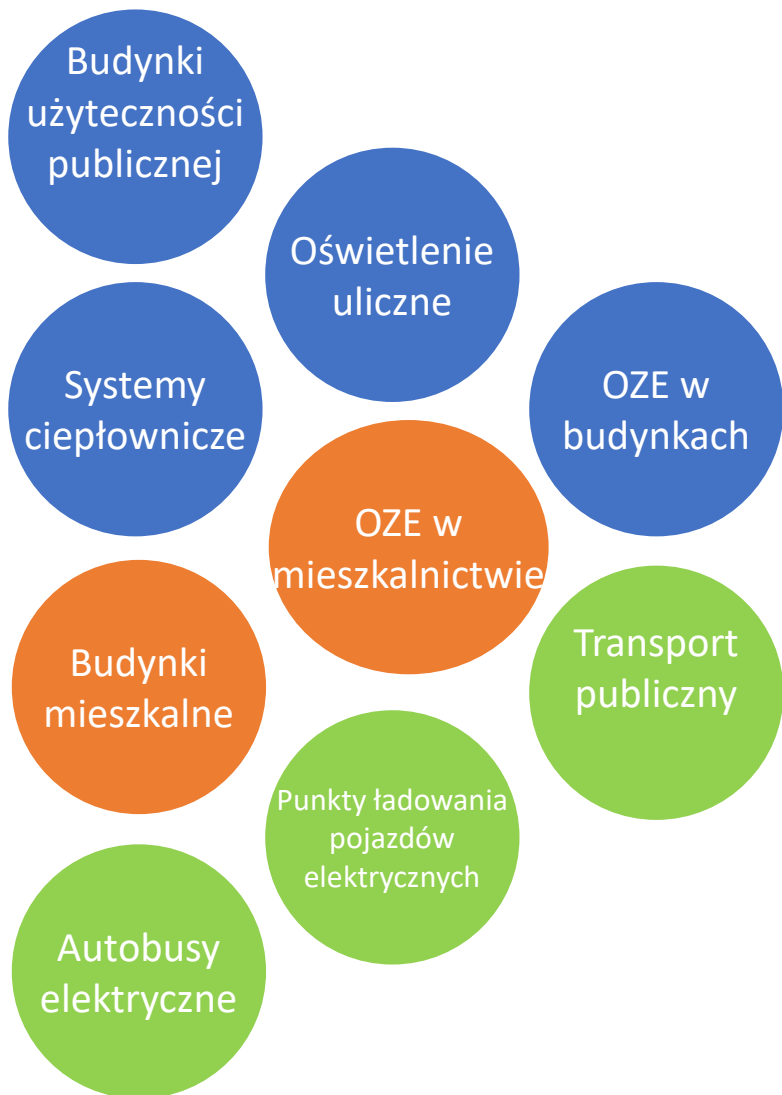 Budynki
użyteczności
publicznej
Oświetlenie
uliczne
Systemy
ciepłownicze
OZE w
budynkach
OZE w
mieszkalnictwie
Budynki
mieszkalne
Transport
publiczny
Punkty ładowania
pojazdów
elektrycznych
Autobusy
elektryczne